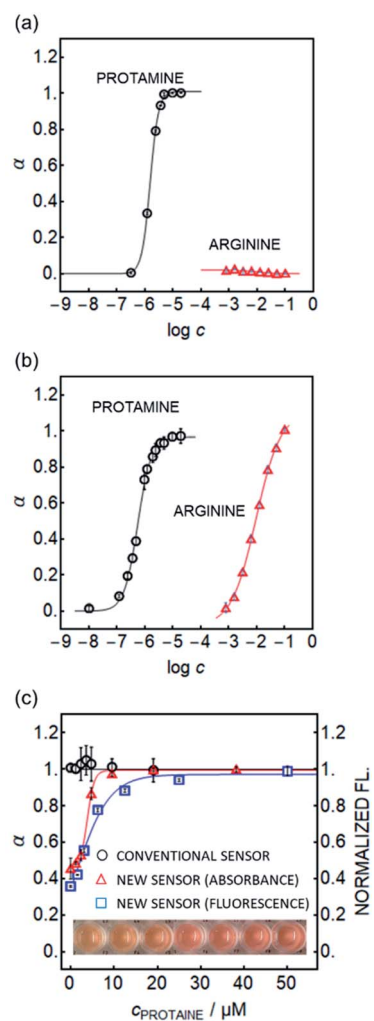 (a)
1.2
1.
0.8
0.6
0.4
0.2
0.
α
PROTAMINE
ARGININE
−9 −8 −7 −6 −5 −4 −3 −2 −1 0
log c
(b)
1.2
1.
0.8
0.6
0.4
0.2
0.
α
PROTAMINE
ARGININE
−9 −8 −7 −6 −5 −4 −3 −2 −1 0
log c
(c)
1.2
1.
0.8
0.6
0.4
0.2
0.
α
CONVENTIONAL SENSOR
NEW SENSOR (ABSORBANCE)
NEW SENSOR (FLUORESCENCE)
1.2
1.
0.8
0.6
0.4
0.2
0.
NORMALIZED FL.
0 10 20 30 40 50
cPROTAINE / µM